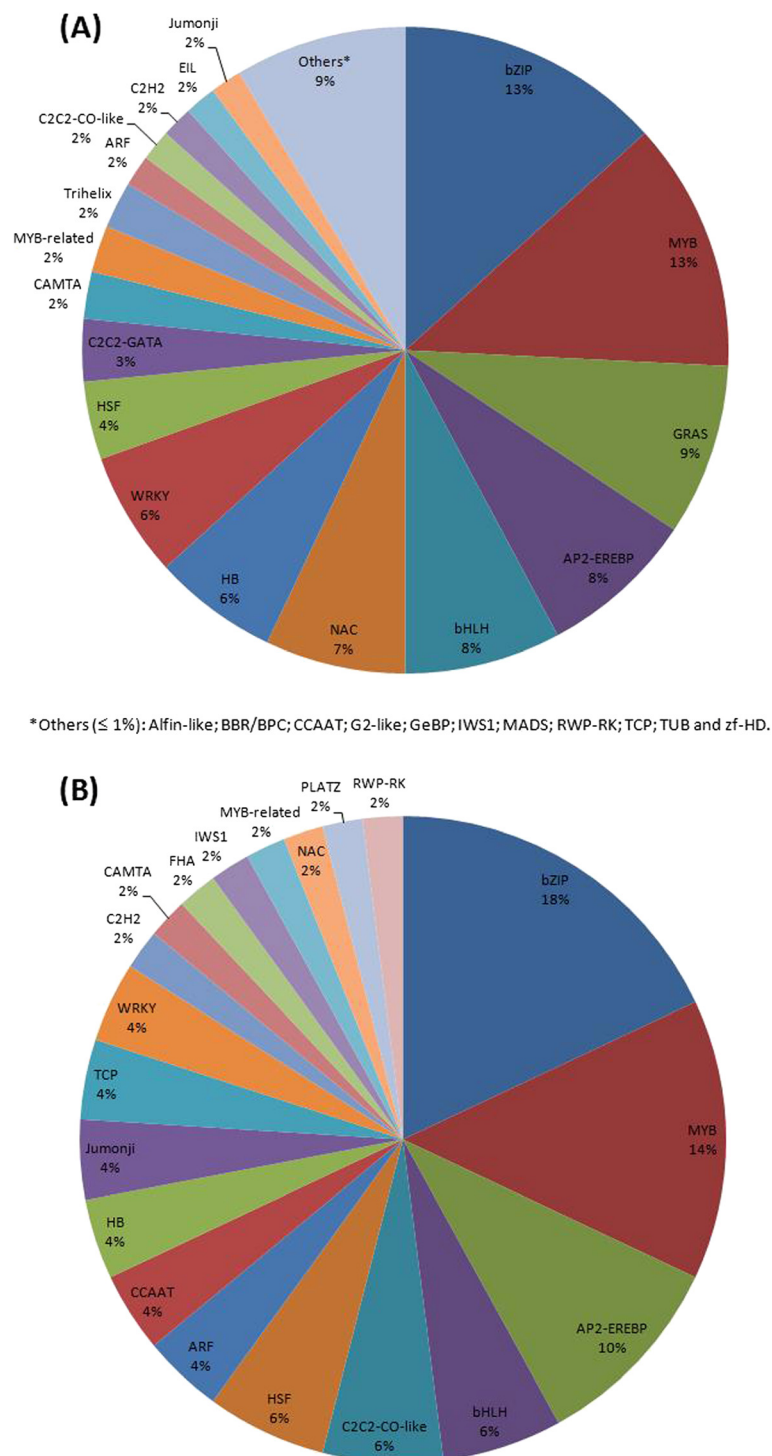 (A)
bZIP
13%
MYB
13%
GRAS
9%
AP2-EREBP
8%
bHLH
8%
NAC
7%
HB
6%
WRKY
6%
HSF
4%
C2C2-GATA
3%
CAMTA
2%
MYB-related
2%
Trihelix
2%
ARF
2%
C2C2-CO-like
2%
C2H2
2%
EIL
2%
Jumonji
2%
Others*
9%
*Others (≤ 1%): Alfin-like; BBR/BPC; CCAAT; G2-like; GeBP; IWS1; MADS; RWP-RK; TCP; TUB and zf-HD.
(B)
bZIP
18%
MYB
14%
AP2-EREBP
10%
bHLH
6%
C2C2-CO-like
6%
HSF
6%
ARF
4%
CCAAT
4%
HB
4%
Jumonji
4%
TCP
4%
WRKY
4%
C2H2
2%
CAMTA
2%
FHA
2%
IWS1
2%
MYB-related
2%
NAC
2%
PLATZ
2%
RWP-RK
2%